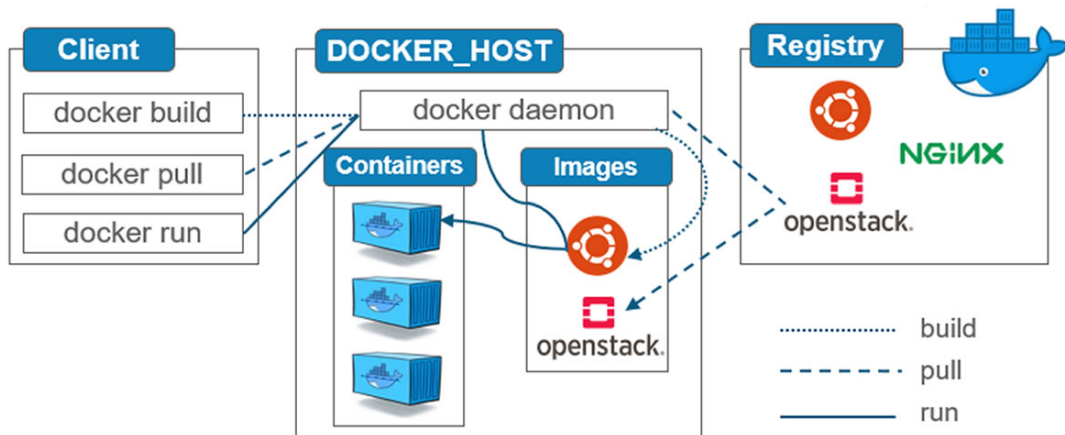 Client
docker build
docker pull
docker run
DOCKER_HOST
docker daemon
Containers
Images
openstack.
Registry
NGINX
openstack.
build
pull
run